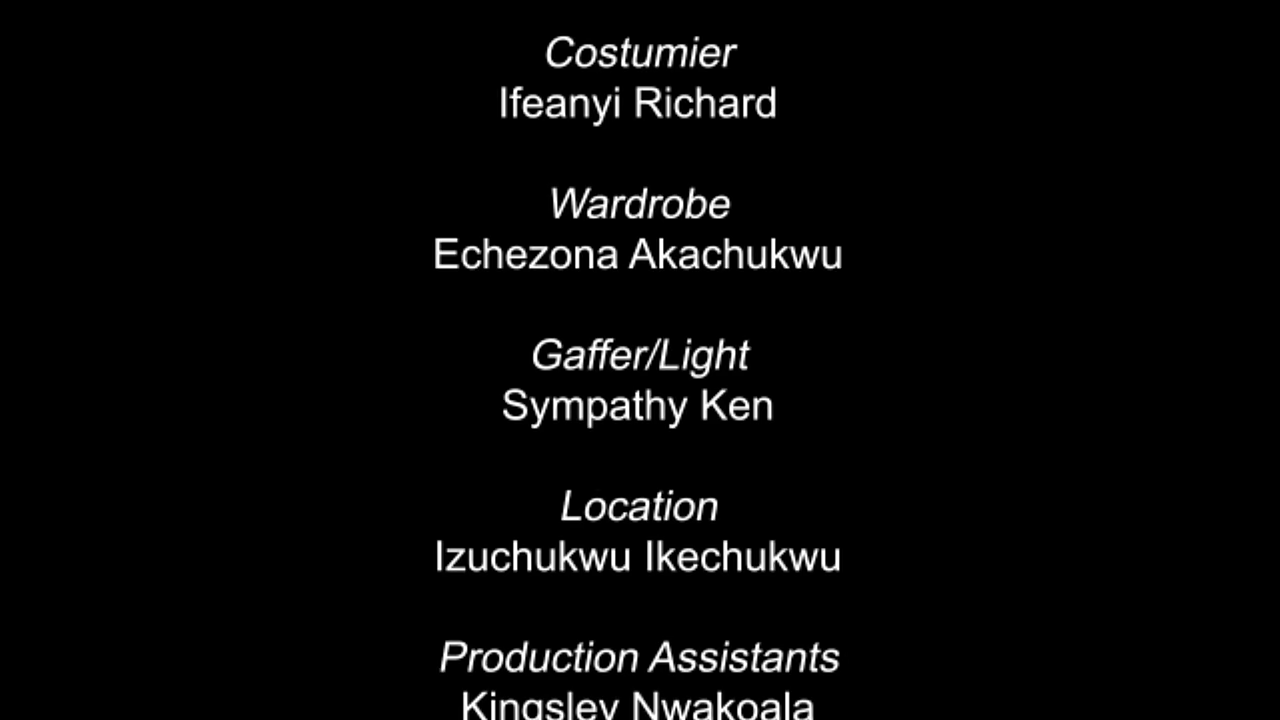 Costumier
Ifeanyi Richard
Wardrobe
Echezona Akachukwu
Gaffer/Light
Sympathy Ken
Location
Izuchukwu Ikechukwu
Production Assistants
Kingsley Nwakoala